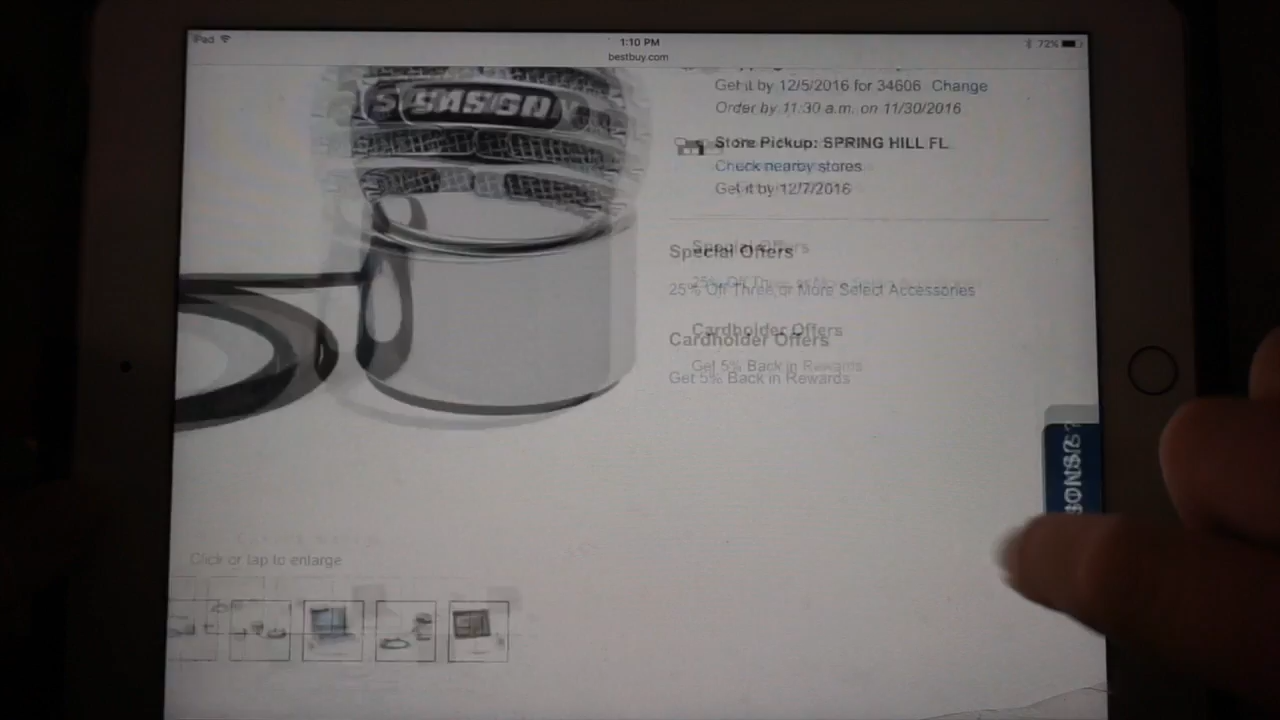 iPad
1:10 PM
72%
bestbuy.com
Get it by 12/5/2016 for 34606 Change
Order by 11:30 a.m. on 11/30/2016
Store Pickup: SPRING HILL FL
Check nearby stores
Get it by 12/7/2016
Special Offers
25% Off Three or More Select Accessories
Cardholder Offers
Get 5% Back in Rewards
Click or tap to enlarge